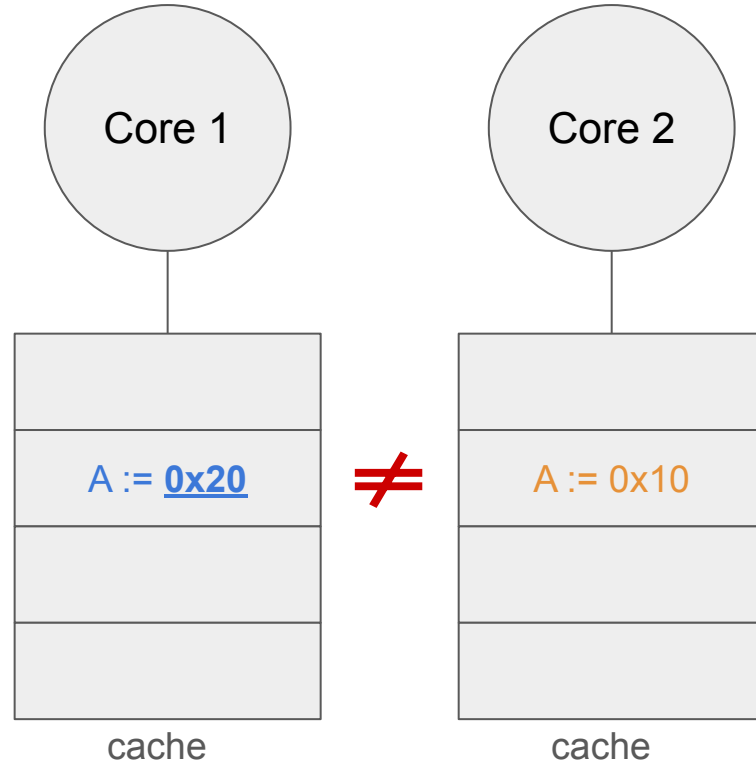 Core 1
Core 2
A := 0x20
≠
A := 0x10
cache
cache